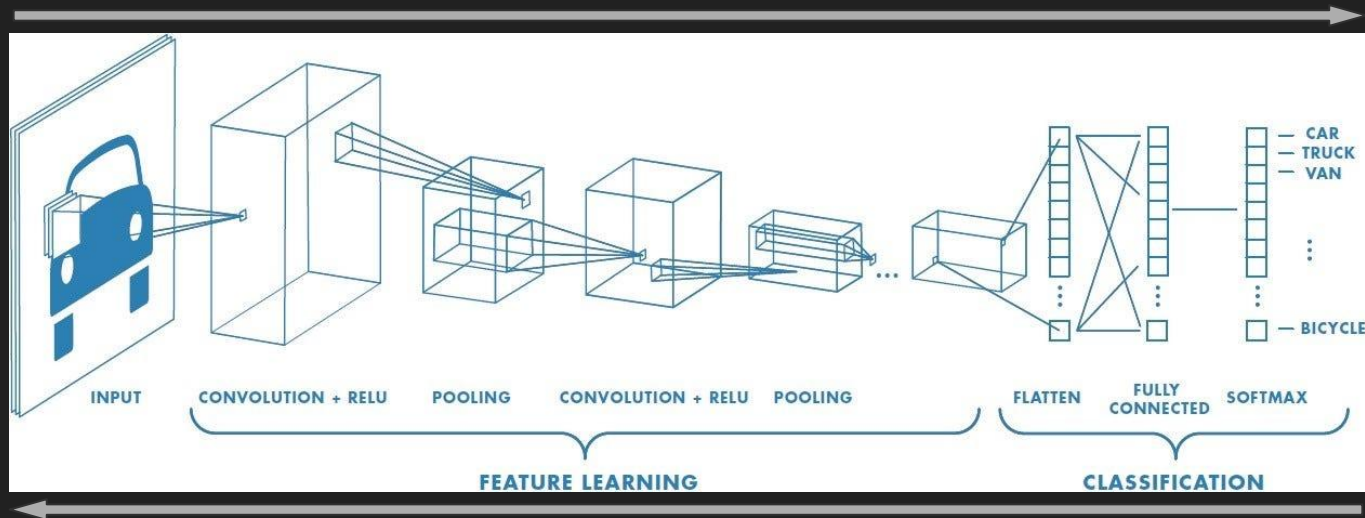 CAR
TRUCK
VAN
BICYCLE
INPUT
CONVOLUTION + RELU
POOLING
CONVOLUTION + RELU
POOLING
FLATTEN
FULLY
CONNECTED
SOFTMAX
FEATURE LEARNING
CLASSIFICATION